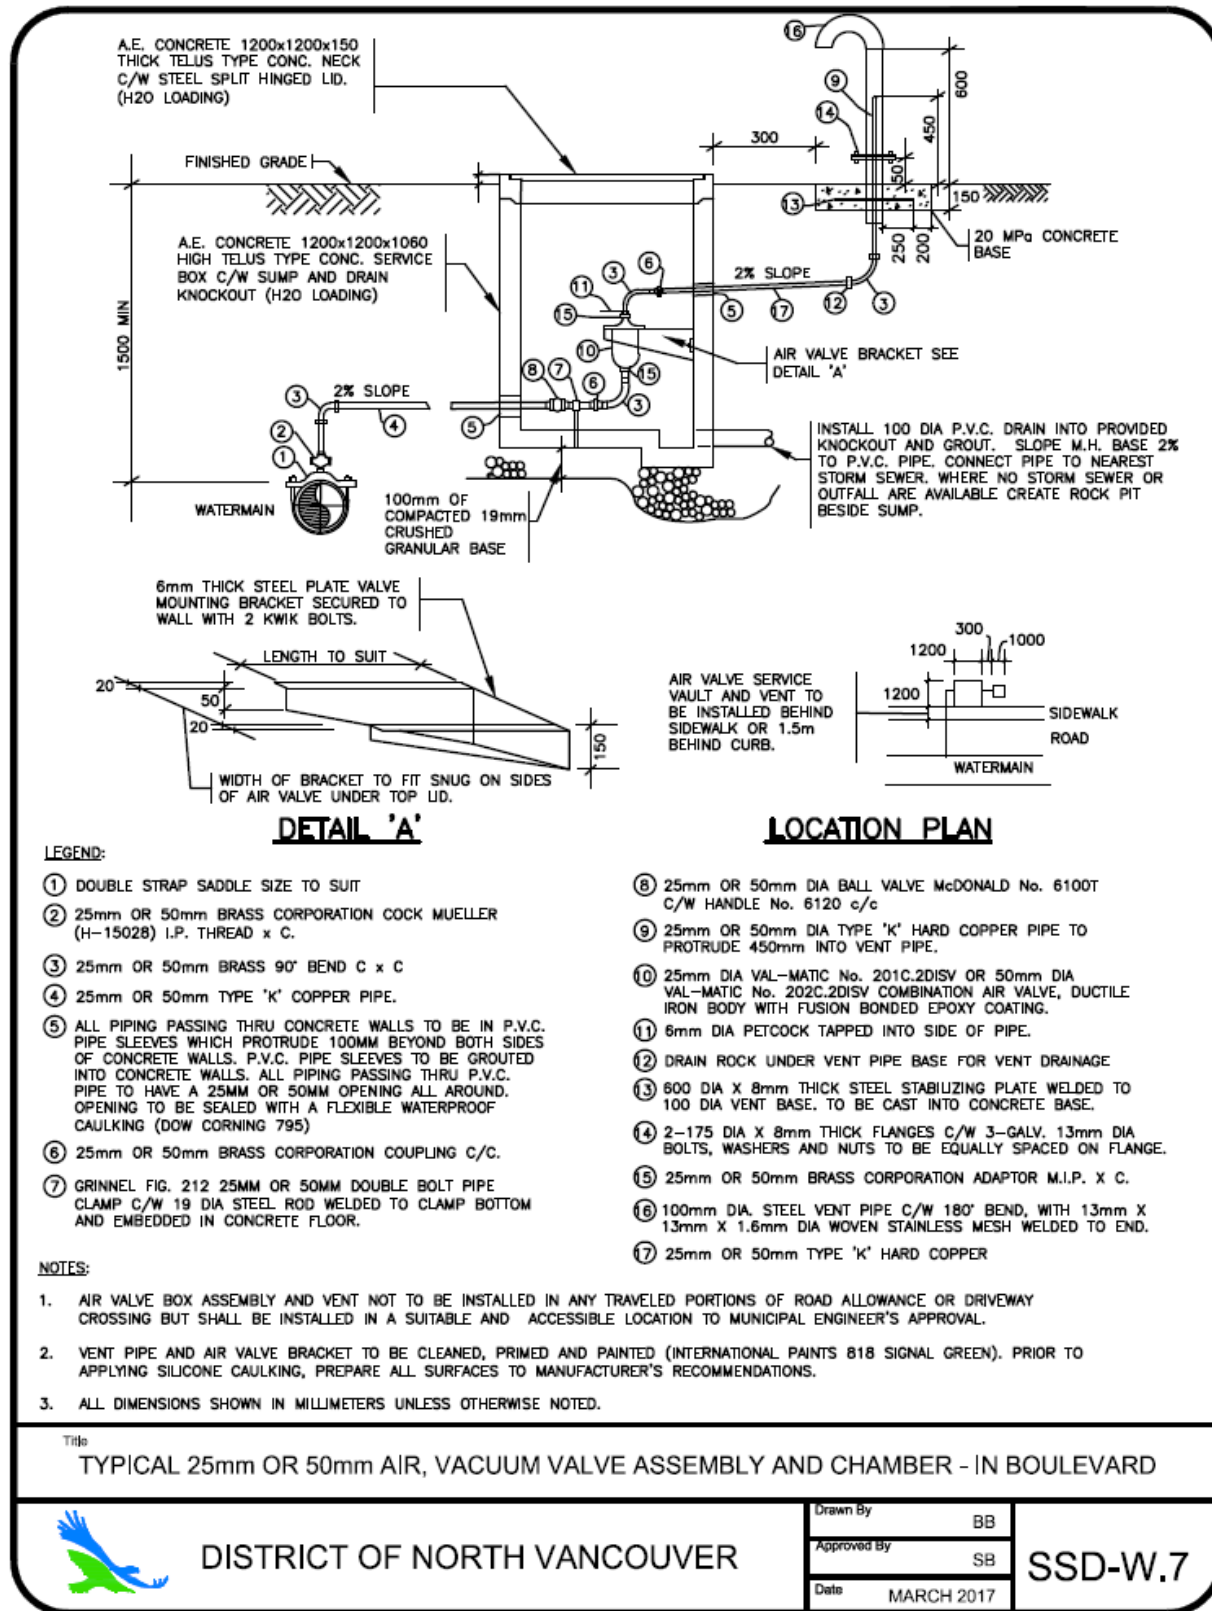 A.E. CONCRETE 1200x1200x150
THICK TELUS TYPE CONC. NECK
C/W STEEL SPLIT HINGED LID.
(H2O LOADING)
16
9
14
600
450
300
50
FINISHED GRADE
13
150
250
200
20 MPa CONCRETE
BASE
A.E. CONCRETE 1200x1200x1060
HIGH TELUS TYPE CONC. SERVICE
BOX C/W SUMP AND DRAIN
KNOCKOUT (H2O LOADING)
1500 MIN
3
6
2% SLOPE
11
15
5
17
12
3
10
15
AIR VALVE BRACKET SEE
DETAIL 'A'
8
7
6
3
3
2% SLOPE
4
5
2
1
WATERMAIN
INSTALL 100 DIA P.V.C. DRAIN INTO PROVIDED
KNOCKOUT AND GROUT. SLOPE M.H. BASE 2%
TO P.V.C. PIPE. CONNECT PIPE TO NEAREST
STORM SEWER. WHERE NO STORM SEWER OR
OUTFALL ARE AVAILABLE CREATE ROCK PIT
BESIDE SUMP.
100mm OF
COMPACTED 19mm
CRUSHED
GRANULAR BASE
6mm THICK STEEL PLATE VALVE
MOUNTING BRACKET SECURED TO
WALL WITH 2 KWIK BOLTS.
LENGTH TO SUIT
20
50
20
150
WIDTH OF BRACKET TO FIT SNUG ON SIDES
OF AIR VALVE UNDER TOP LID.
DETAIL 'A'
AIR VALVE SERVICE
VAULT AND VENT TO
BE INSTALLED BEHIND
SIDEWALK OR 1.5m
BEHIND CURB.
300
1200
1000
1200
SIDEWALK
ROAD
WATERMAIN
LOCATION PLAN
LEGEND:
1 DOUBLE STRAP SADDLE SIZE TO SUIT
2 25mm OR 50mm BRASS CORPORATION COCK MUELLER
(H-15028) I.P. THREAD x C.
3 25mm OR 50mm BRASS 90° BEND C x C
4 25mm OR 50mm TYPE 'K' COPPER PIPE.
5 ALL PIPING PASSING THRU CONCRETE WALLS TO BE IN P.V.C.
PIPE SLEEVES WHICH PROTRUDE 100MM BEYOND BOTH SIDES
OF CONCRETE WALLS. P.V.C. PIPE SLEEVES TO BE GROUTED
INTO CONCRETE WALLS. ALL PIPING PASSING THRU P.V.C.
PIPE TO HAVE A 25MM OR 50MM OPENING ALL AROUND.
OPENING TO BE SEALED WITH A FLEXIBLE WATERPROOF
CAULKING (DOW CORNING 795)
6 25mm OR 50mm BRASS CORPORATION COUPLING C/C.
7 GRINNEL FIG. 212 25MM OR 50MM DOUBLE BOLT PIPE
CLAMP C/W 19 DIA STEEL ROD WELDED TO CLAMP BOTTOM
AND EMBEDDED IN CONCRETE FLOOR.
8 25mm OR 50mm DIA BALL VALVE McDONALD No. 6100T
C/W HANDLE No. 6120 c/c
9 25mm OR 50mm DIA TYPE 'K' HARD COPPER PIPE TO
PROTRUDE 450mm INTO VENT PIPE.
10 25mm DIA VAL-MATIC No. 201C.2DISV OR 50mm DIA
VAL-MATIC No. 202C.2DISV COMBINATION AIR VALVE, DUCTILE
IRON BODY WITH FUSION BONDED EPOXY COATING.
11 6mm DIA PETCOCK TAPPED INTO SIDE OF PIPE.
12 DRAIN ROCK UNDER VENT PIPE BASE FOR VENT DRAINAGE
13 600 DIA X 8mm THICK STEEL STABILIZING PLATE WELDED TO
100 DIA VENT BASE. TO BE CAST INTO CONCRETE BASE.
14 2-175 DIA X 8mm THICK FLANGES C/W 3-GALV. 13mm DIA
BOLTS, WASHERS AND NUTS TO BE EQUALLY SPACED ON FLANGE.
15 25mm OR 50mm BRASS CORPORATION ADAPTOR M.I.P. X C.
16 100mm DIA. STEEL VENT PIPE C/W 180° BEND, WITH 13mm X
13mm X 1.6mm DIA WOVEN STAINLESS MESH WELDED TO END.
17 25mm OR 50mm TYPE 'K' HARD COPPER
NOTES:
1. AIR VALVE BOX ASSEMBLY AND VENT NOT TO BE INSTALLED IN ANY TRAVELED PORTIONS OF ROAD ALLOWANCE OR DRIVEWAY
CROSSING BUT SHALL BE INSTALLED IN A SUITABLE AND ACCESSIBLE LOCATION TO MUNICIPAL ENGINEER'S APPROVAL.
2. VENT PIPE AND AIR VALVE BRACKET TO BE CLEANED, PRIMED AND PAINTED (INTERNATIONAL PAINTS 818 SIGNAL GREEN). PRIOR TO
APPLYING SILICONE CAULKING, PREPARE ALL SURFACES TO MANUFACTURER'S RECOMMENDATIONS.
3. ALL DIMENSIONS SHOWN IN MILLIMETERS UNLESS OTHERWISE NOTED.
Title
TYPICAL 25mm OR 50mm AIR, VACUUM VALVE ASSEMBLY AND CHAMBER - IN BOULEVARD
DISTRICT OF NORTH VANCOUVER
Drawn By
BB
Approved By
SB
Date
MARCH 2017
SSD-W.7